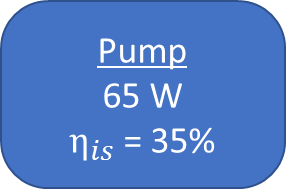 Pump
65 W
η𝑖𝑠 = 35%